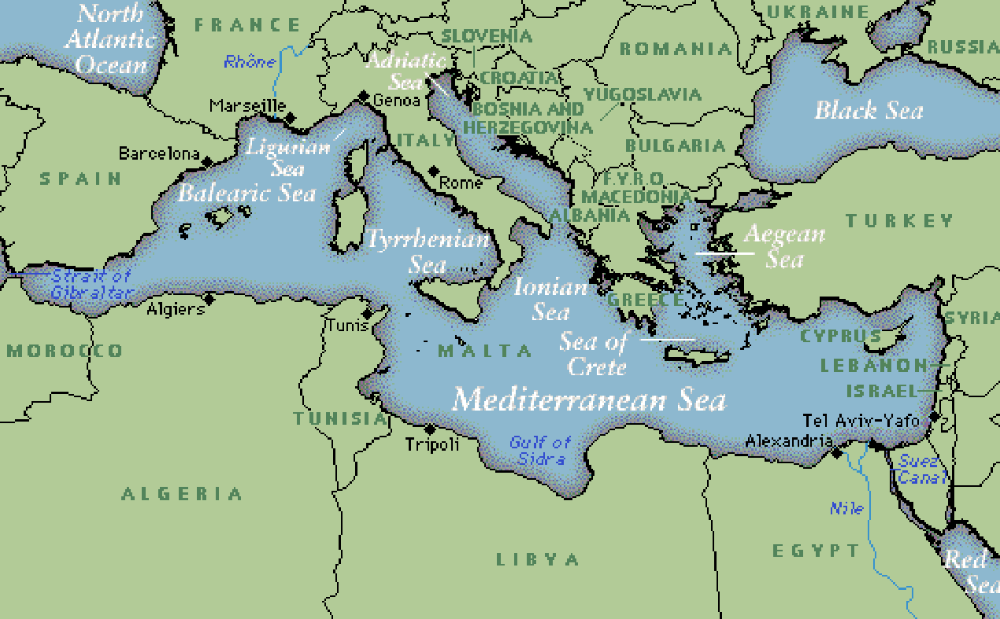 North
Atlantic
Ocean
FRANCE
Rhône
SLOVENIA
Adriatic
Sea
CROATIA
ROMANIA
UKRAINE
RUSSIA
Marseille
Genoa
BOSNIA AND
HERZEGOVINA
YUGOSLAVIA
Black Sea
Ligurian
Sea
ITALY
BULGARIA
Barcelona
SPAIN
Balearic Sea
Rome
F.Y.R.O.
MACEDONIA
ALBANIA
TURKEY
Tyrrhenian
Sea
Aegean
Sea
Strait of
Gibraltar
Ionian
Sea
GREECE
Algiers
Tunis
SYRIA
CYPRUS
MOROCCO
MALTA
Sea of
Crete
LEBANON
ISRAEL
Mediterranean Sea
TUNISIA
Tel Aviv-Yafo
Tripoli
Gulf of
Sidra
Alexandria
Suez
Canal
ALGERIA
Nile
LIBYA
EGYPT
Red
Sea